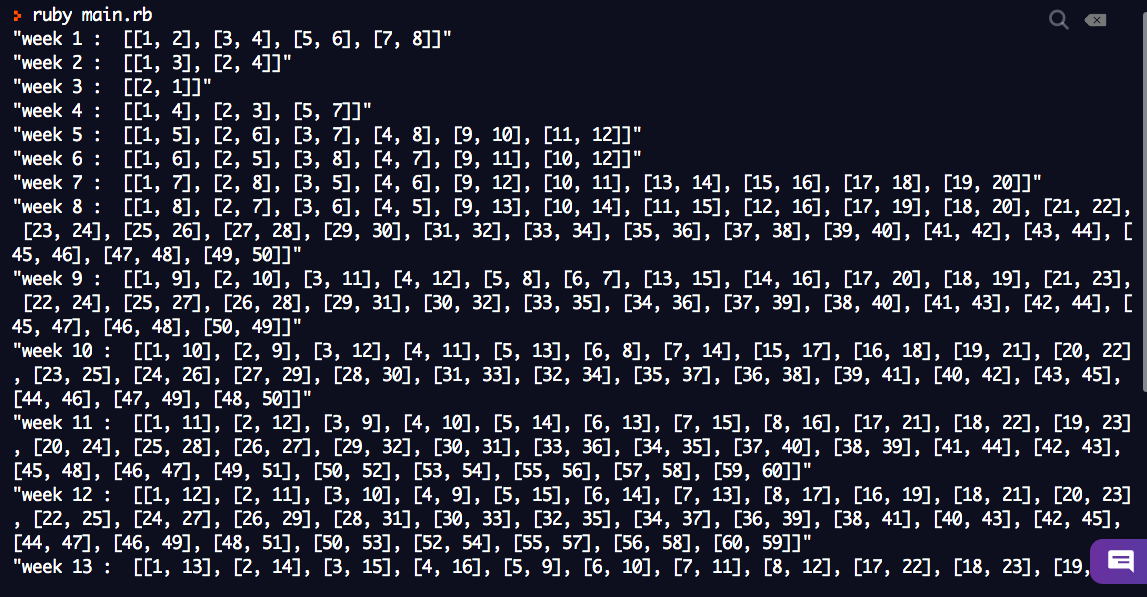 ruby main.rb
"week 1 :  [[1, 2], [3, 4], [5, 6], [7, 8]]"
"week 2 :  [[1, 3], [2, 4]]"
"week 3 :  [[2, 1]]"
"week 4 :  [[1, 4], [2, 3], [5, 7]]"
"week 5 :  [[1, 5], [2, 6], [3, 7], [4, 8], [9, 10], [11, 12]]"
"week 6 :  [[1, 6], [2, 5], [3, 8], [4, 7], [9, 11], [10, 12]]"
"week 7 :  [[1, 7], [2, 8], [3, 5], [4, 6], [9, 12], [10, 11], [13, 14], [15, 16], [17, 18], [19, 20]]"
"week 8 :  [[1, 8], [2, 7], [3, 6], [4, 5], [9, 13], [10, 14], [11, 15], [12, 16], [17, 19], [18, 20], [21, 22],
 [23, 24], [25, 26], [27, 28], [29, 30], [31, 32], [33, 34], [35, 36], [37, 38], [39, 40], [41, 42], [43, 44], [
45, 46], [47, 48], [49, 50]]"
"week 9 :  [[1, 9], [2, 10], [3, 11], [4, 12], [5, 8], [6, 7], [13, 15], [14, 16], [17, 20], [18, 19], [21, 23],
 [22, 24], [25, 27], [26, 28], [29, 31], [30, 32], [33, 35], [34, 36], [37, 39], [38, 40], [41, 43], [42, 44], [
45, 47], [46, 48], [50, 49]]"
"week 10 :  [[1, 10], [2, 9], [3, 12], [4, 11], [5, 13], [6, 8], [7, 14], [15, 17], [16, 18], [19, 21], [20, 22]
, [23, 25], [24, 26], [27, 29], [28, 30], [31, 33], [32, 34], [35, 37], [36, 38], [39, 41], [40, 42], [43, 45],
[44, 46], [47, 49], [48, 50]]"
"week 11 :  [[1, 11], [2, 12], [3, 9], [4, 10], [5, 14], [6, 13], [7, 15], [8, 16], [17, 21], [18, 22], [19, 23]
, [20, 24], [25, 28], [26, 27], [29, 32], [30, 31], [33, 36], [34, 35], [37, 40], [38, 39], [41, 44], [42, 43],
[45, 48], [46, 47], [49, 51], [50, 52], [53, 54], [55, 56], [57, 58], [59, 60]]"
"week 12 :  [[1, 12], [2, 11], [3, 10], [4, 9], [5, 15], [6, 14], [7, 13], [8, 17], [16, 19], [18, 21], [20, 23]
, [22, 25], [24, 27], [26, 29], [28, 31], [30, 33], [32, 35], [34, 37], [36, 39], [38, 41], [40, 43], [42, 45],
[44, 47], [46, 49], [48, 51], [50, 53], [52, 54], [55, 57], [56, 58], [60, 59]]"
"week 13 :  [[1, 13], [2, 14], [3, 15], [4, 16], [5, 9], [6, 10], [7, 11], [8, 12], [17, 22], [18, 23], [19,